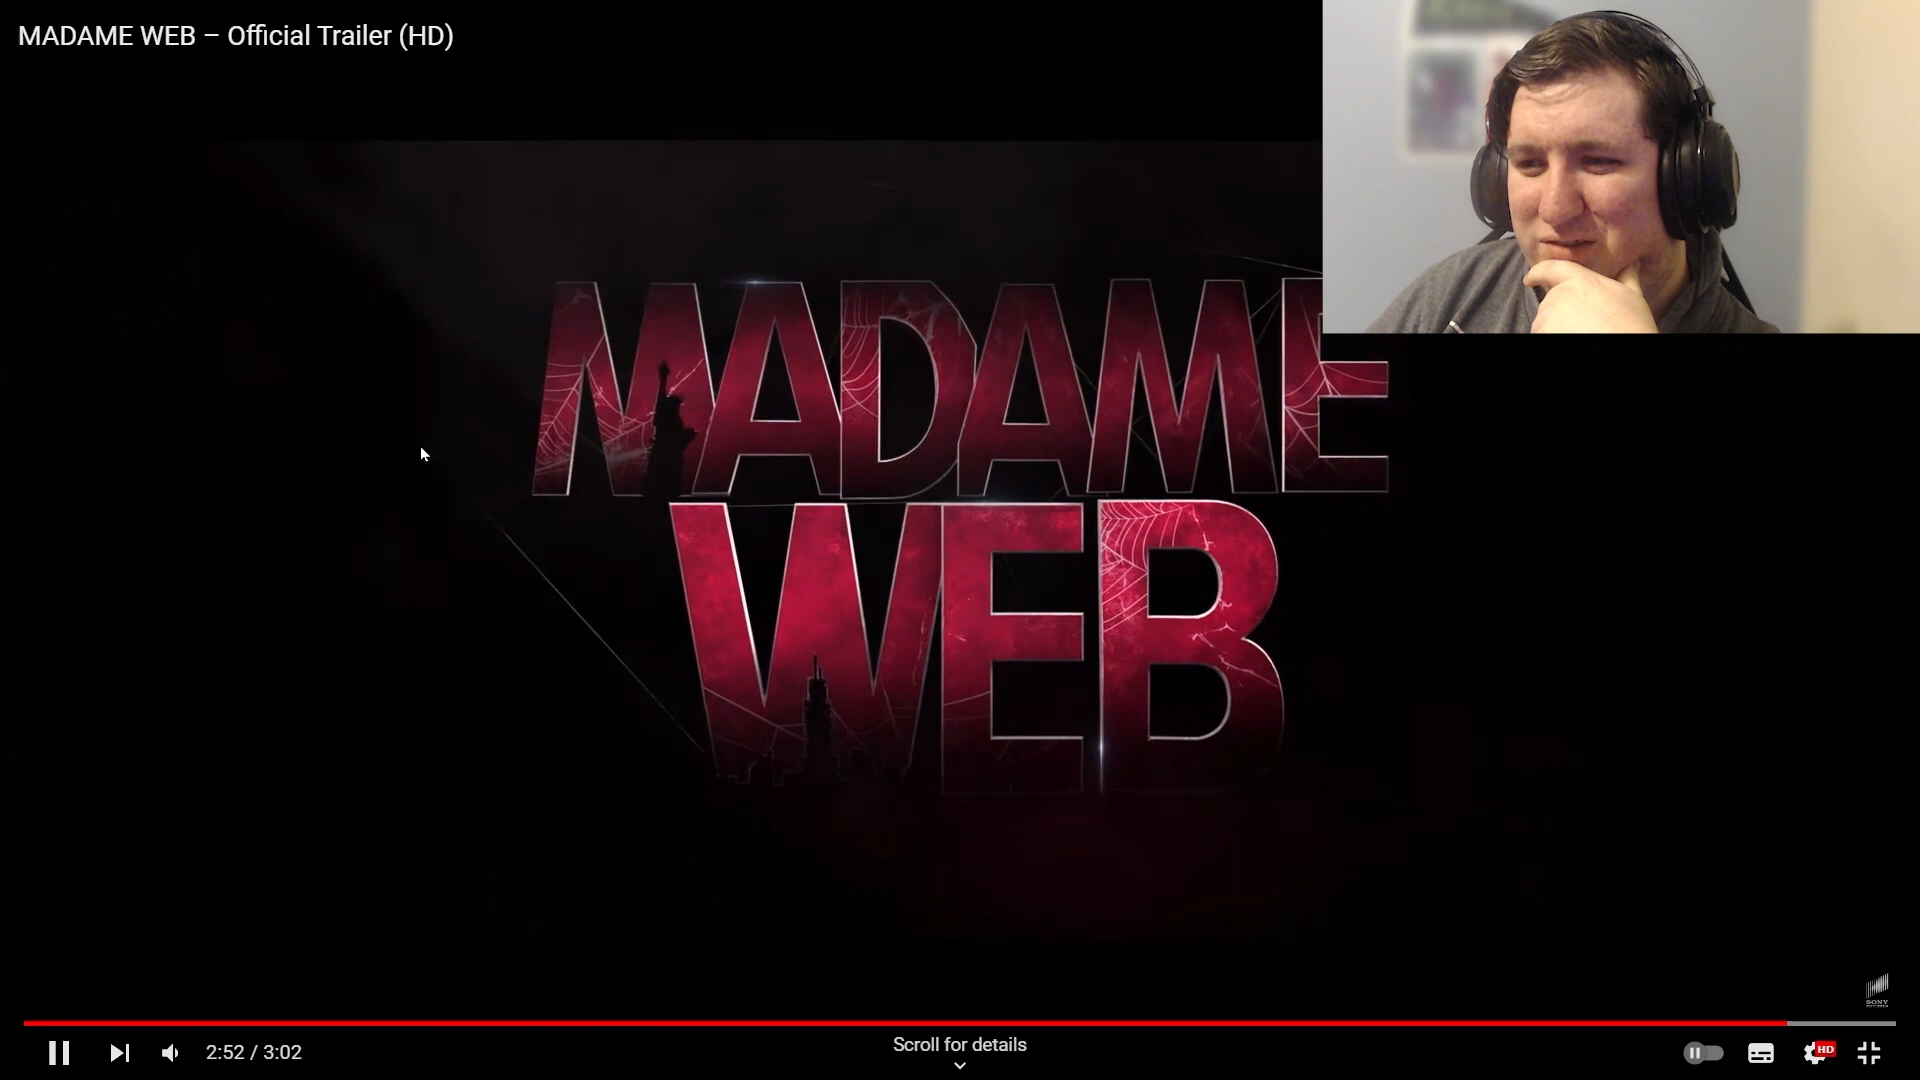 MADAME WEB – Official Trailer (HD)
MADAME
WEB
SONY
2:52 / 3:02
Scroll for details
HD